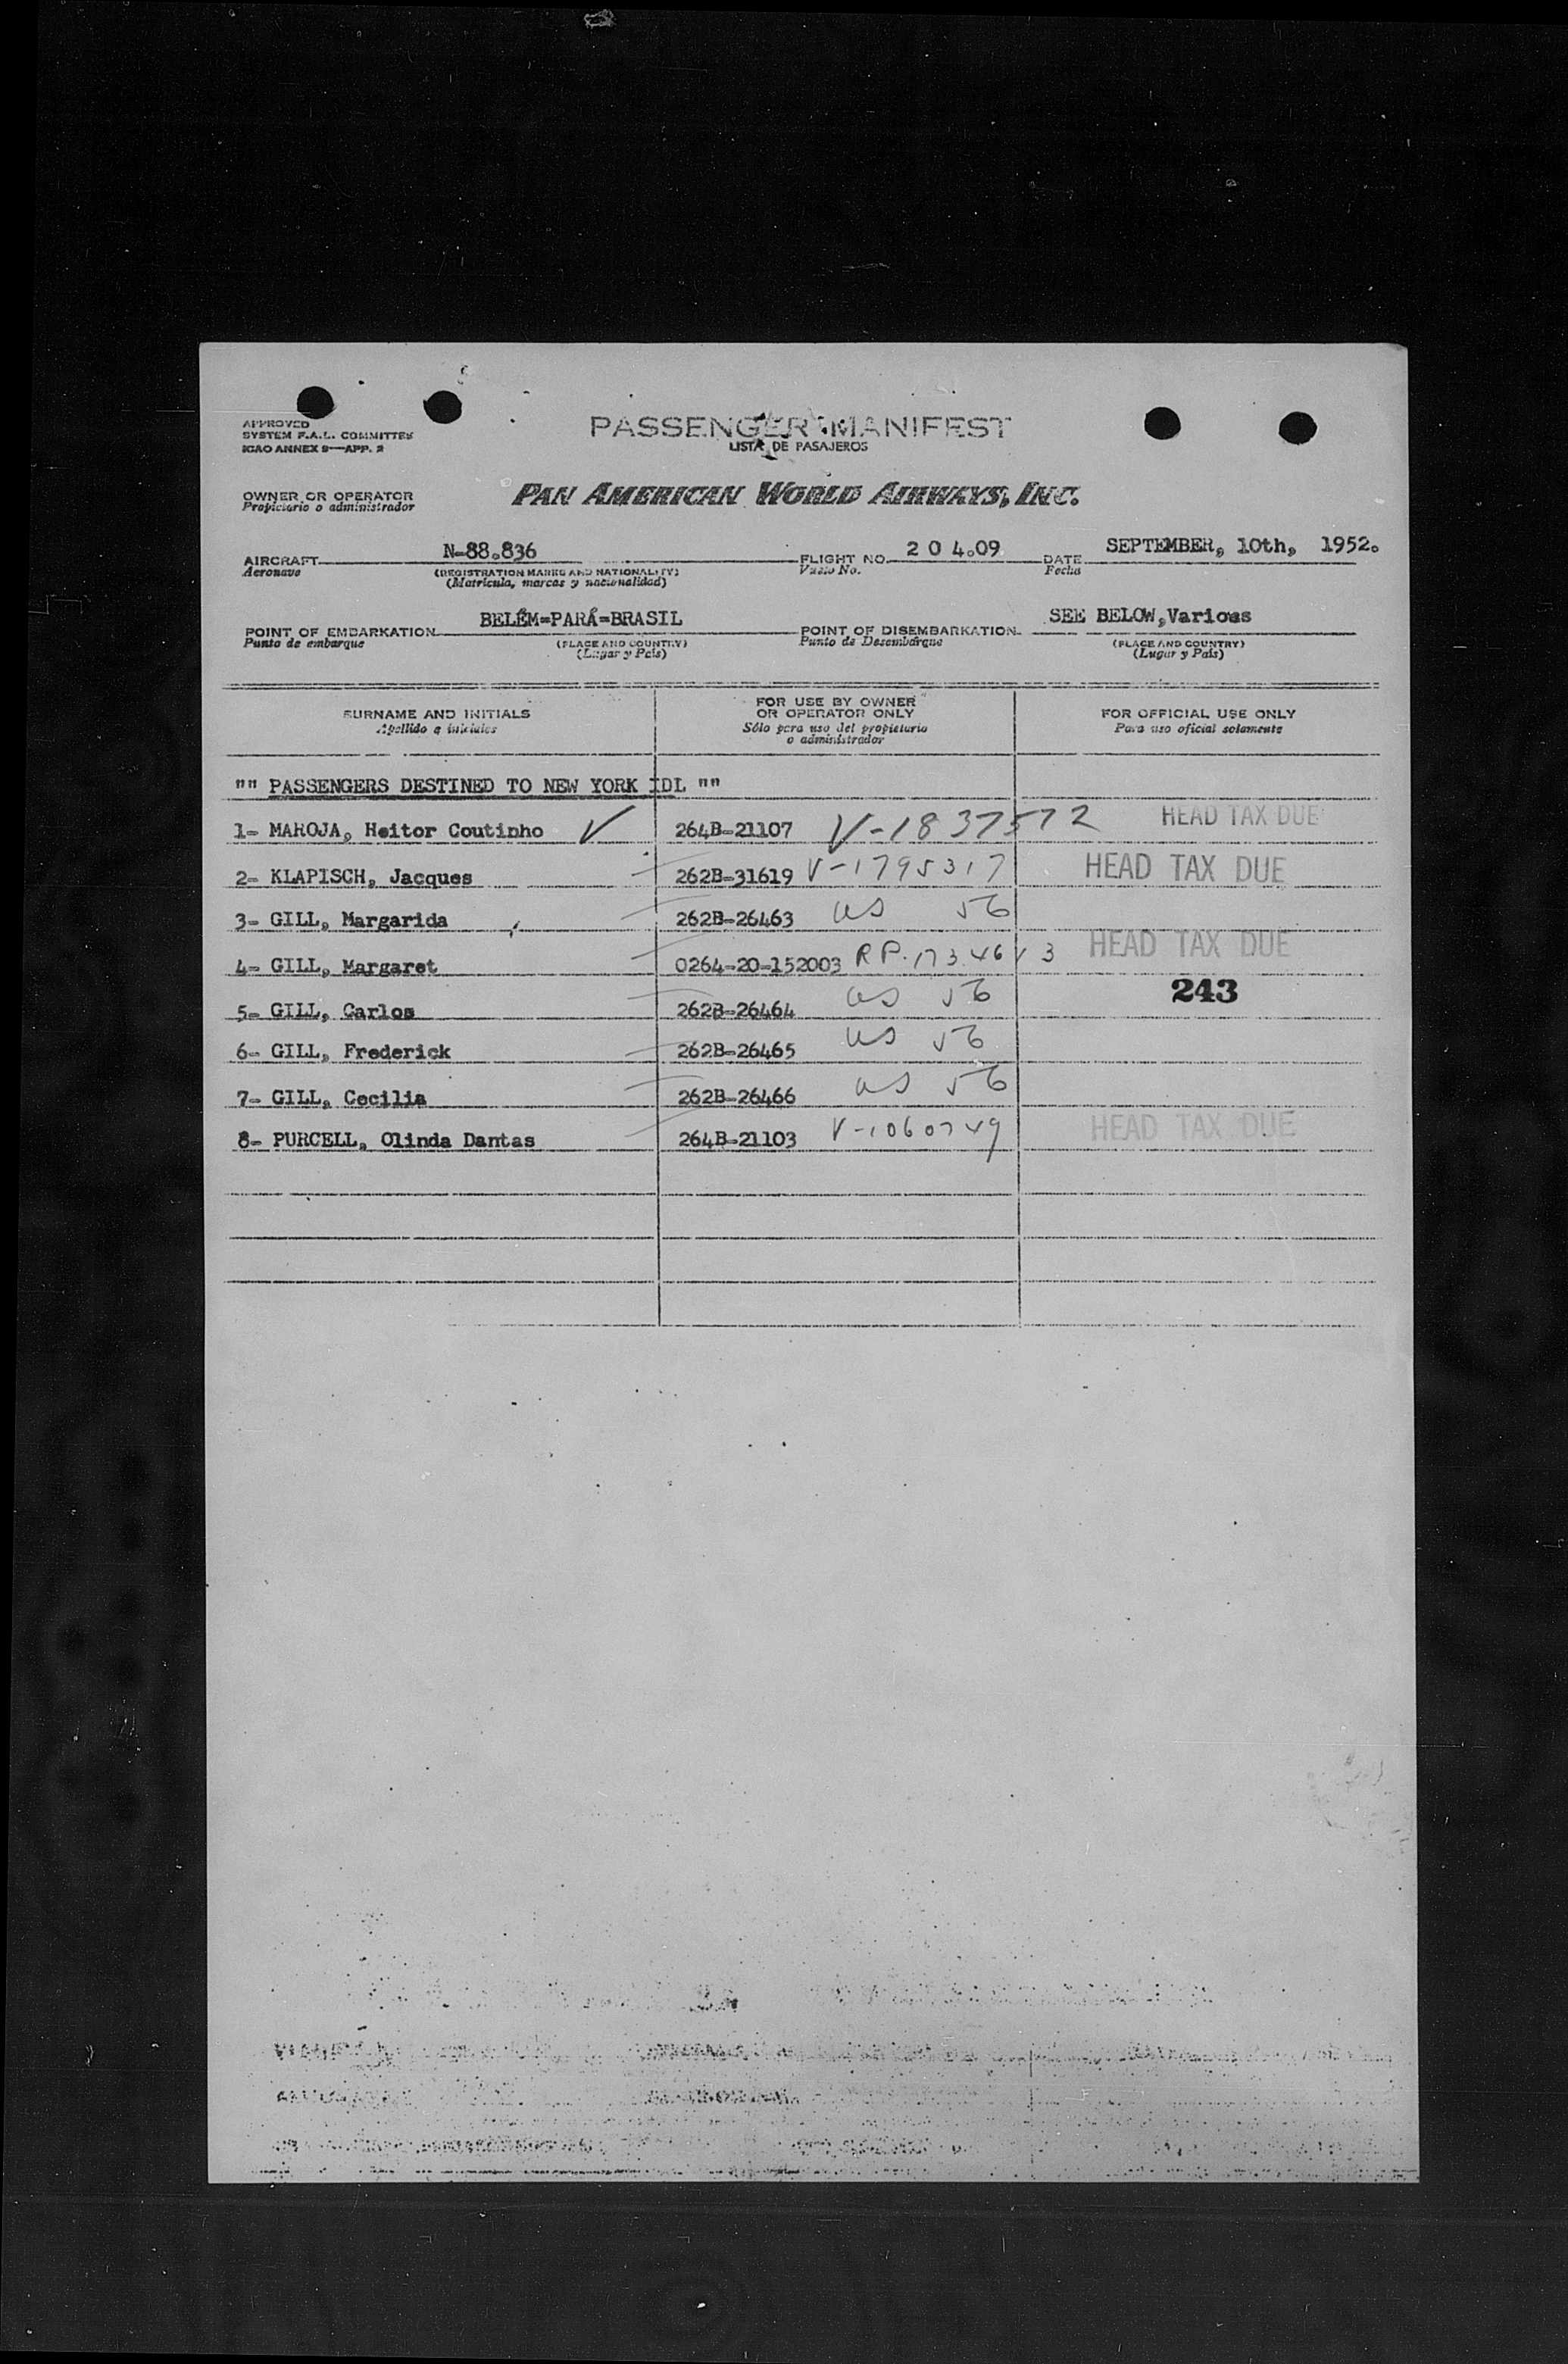 APPROVED
SYSTEM F.A.L. COMMITTEE
ICAO ANNEX 9—APP. 2
PASSENGER MANIFEST
LISTA DE PASAJEROS
OWNER OR OPERATOR
Propietario o administrador
PAN AMERICAN WORLD AIRWAYS, INC.
AIRCRAFT N-88.836 FLIGHT NO. 2 0 4.09 DATE SEPTEMBER, 10th, 1952.
Aeronave (REGISTRATION MARKS AND NATIONALITY) Vuelo No. Fecha
(Matrícula, marcas y nacionalidad)
POINT OF EMBARKATION BELÉM=PARÁ=BRASIL POINT OF DISEMBARKATION SEE BELOW,Various
Punto de embarque (PLACE AND COUNTRY) Punto de Desembarque (PLACE AND COUNTRY)
(Lugar y País) (Lugar y País)
SURNAME AND INITIALS FOR USE BY OWNER OR OPERATOR ONLY FOR OFFICIAL USE ONLY
Apellido e iniciales Sólo para uso del propietario o administrador Para uso oficial solamente
"" PASSENGERS DESTINED TO NEW YORK IDL ""
1- MAROJA, Heitor Coutinho ✓ 264B-21107 V-1837572 HEAD TAX DUE
2- KLAPISCH, Jacques 262B-31619 V-1795317 HEAD TAX DUE
3- GILL, Margarida 262B-26463 US 56
4- GILL, Margaret 0264-20-152003 RP. HEAD TAX DUE
5- GILL, Carlos 262B-26464 US 56 243
6- GILL, Frederick 262B-26465 US 56
7- GILL, Cecilia 262B-26466 US 56
8- PURCELL, Olinda Dantas 264B-21103 V-1060749 HEAD TAX DUE